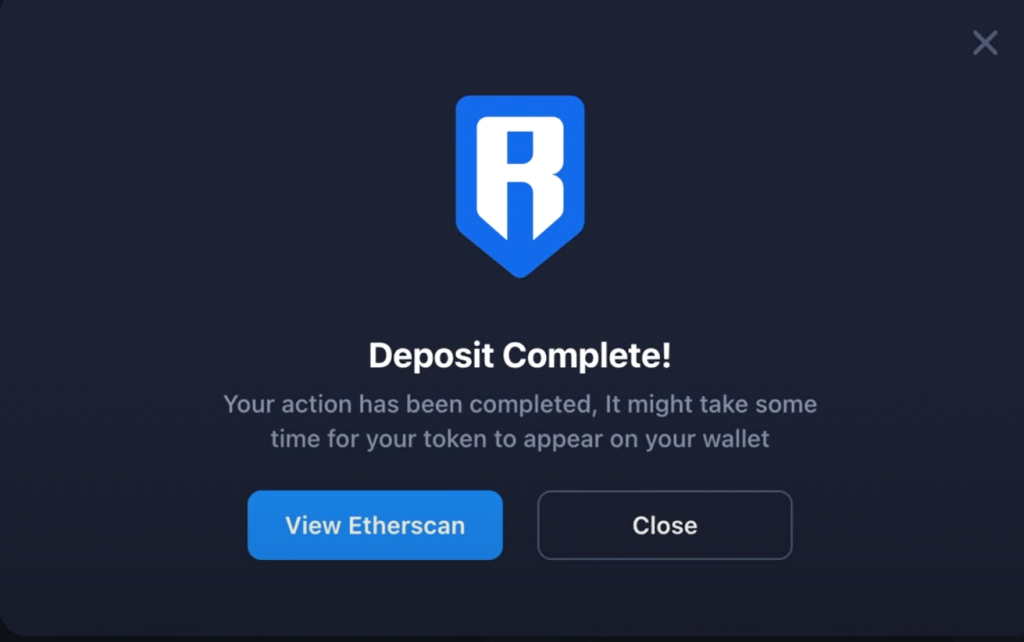 R
Deposit Complete!
Your action has been completed, It might take some
time for your token to appear on your wallet
View Etherscan
Close